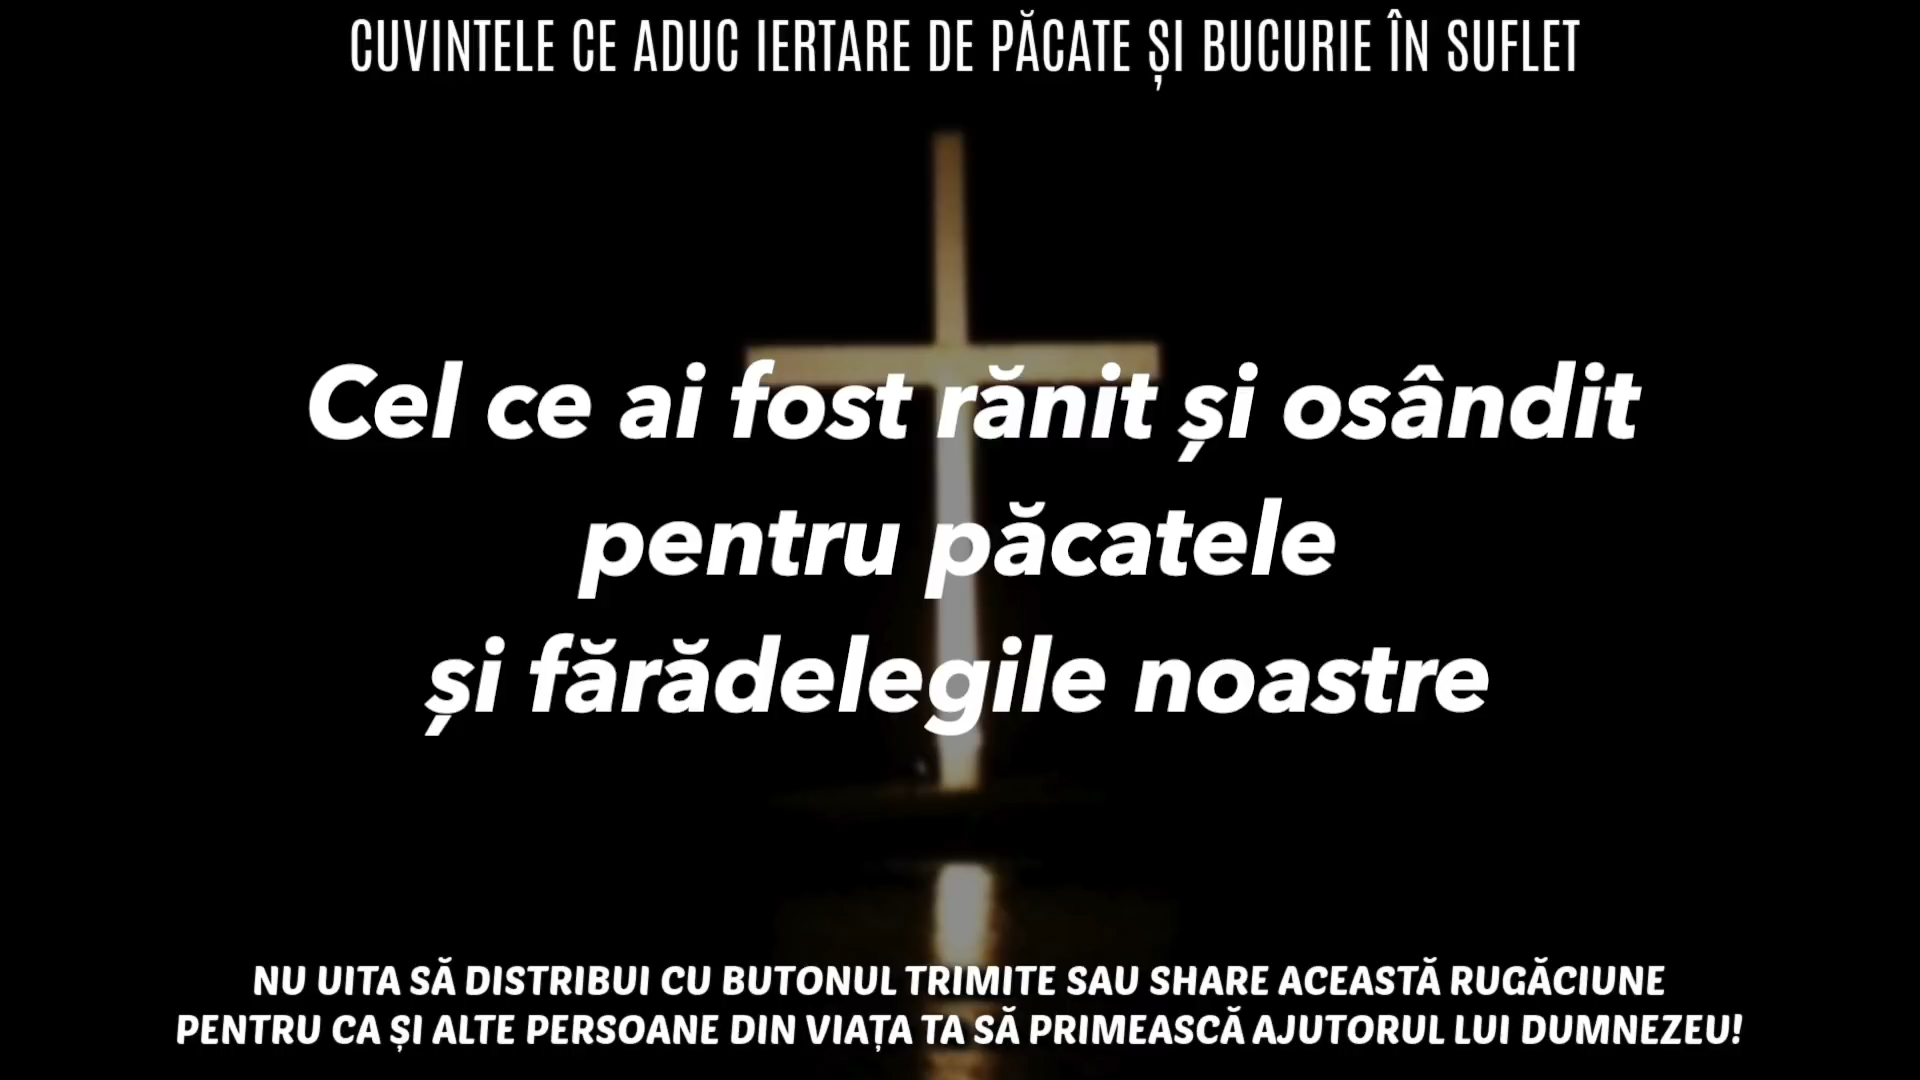 CUVINTELE CE ADUC IERTARE DE PĂCATE ȘI BUCURIE ÎN SUFLET
Cel ce ai fost rănit și osândit
pentru păcatele
și fărădelegile noastre
NU UITA SĂ DISTRIBUI CU BUTONUL TRIMITE SAU SHARE ACEASTĂ RUGĂCIUNE
PENTRU CA ȘI ALTE PERSOANE DIN VIAȚA TA SĂ PRIMEASCĂ AJUTORUL LUI DUMNEZEU!